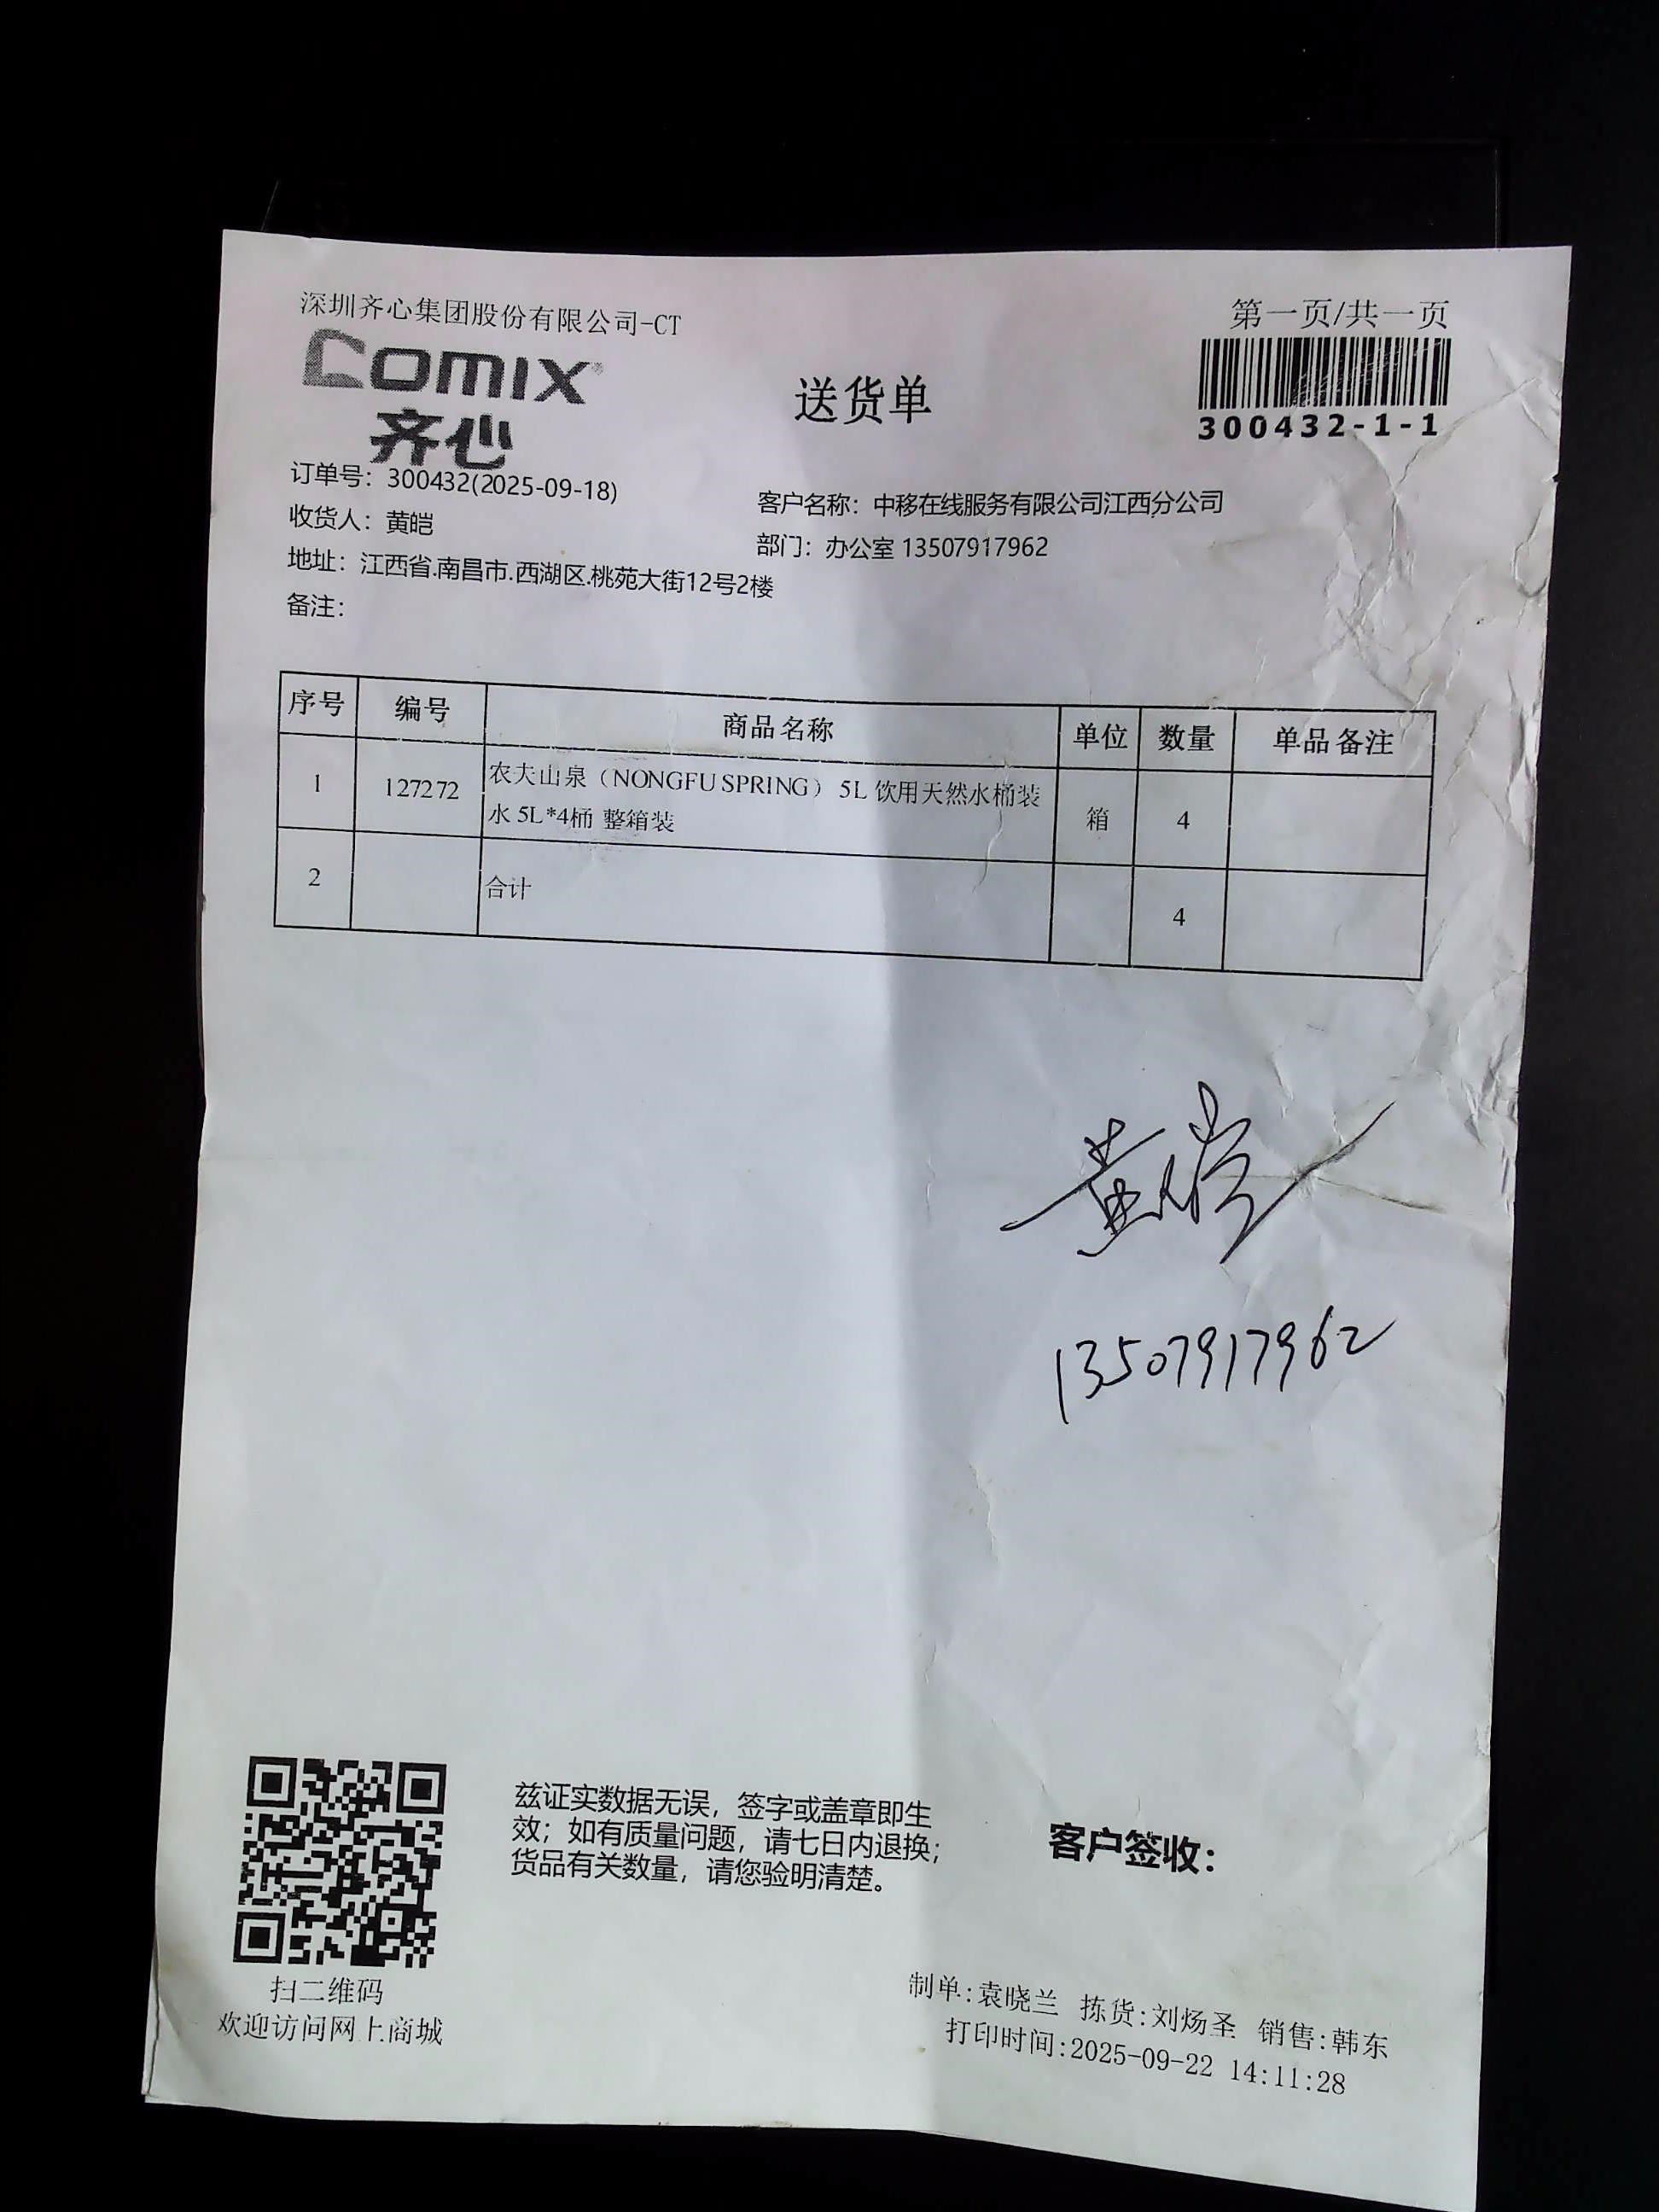 深圳齐心集团股份有限公司-CT
第一页/共一页
COMIX
齐心
送货单
300432-1-1
订单号：300432(2025-09-18)
客户名称：中移在线服务有限公司江西分公司
收货人：黄皑
部门：办公室 13507917962
地址：江西省.南昌市.西湖区.桃苑大街12号2楼
备注：
序号 编号 商品名称 单位 数量 单品备注
1 127272 农夫山泉（NONGFU SPRING） 5L 饮用天然水桶装
水 5L*4桶 整箱装 箱 4
2 合计 4
黄皑
13507917962
兹证实数据无误，签字或盖章即生
效；如有质量问题，请七日内退换；
货品有关数量，请您验明清楚。
客户签收：
扫二维码
欢迎访问网上商城
制单:袁晓兰 拣货:刘炀圣 销售:韩东
打印时间:2025-09-22 14:11:28